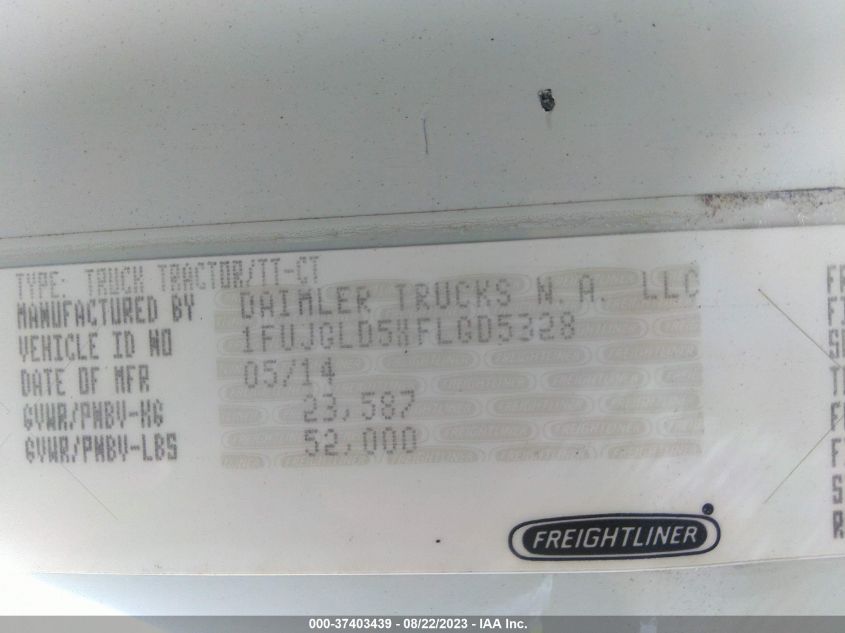 TYPE: TRUCK TRACTOR/TT-CT
MANUFACTURED BY DAIMLER TRUCKS N.A. LLC
VEHICLE ID NO 1FUJGLD5XFLGD5328
DATE OF MFR 05/14
GVWR/PNBV-KG 23,587
GVWR/PNBV-LBS 52,000
FREIGHTLINER
000-37403439 - 08/22/2023 - IAA Inc.